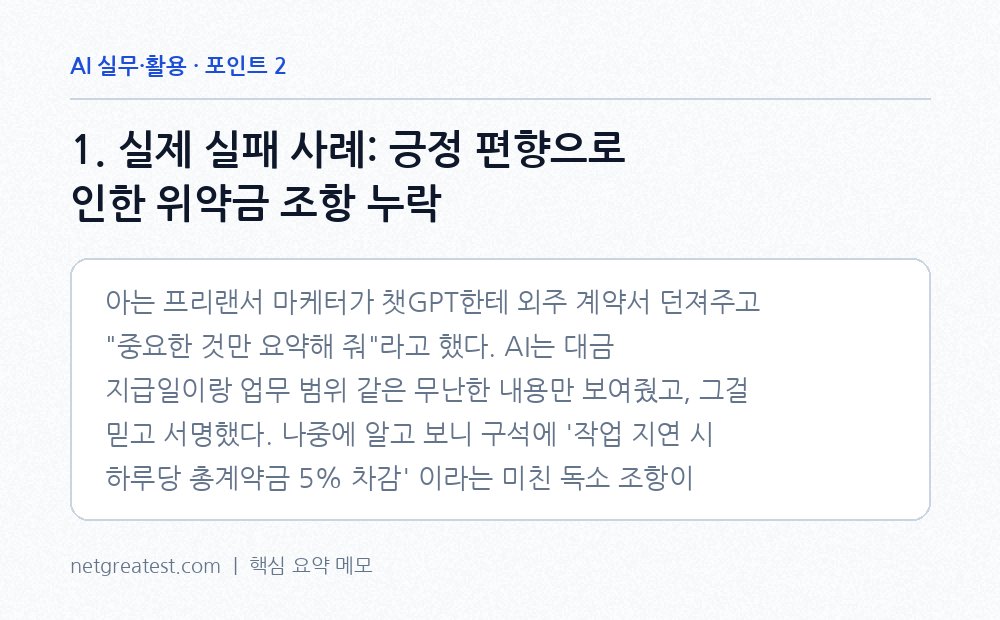 AI 실무·활용 · 포인트 2
1. 실제 실패 사례: 긍정 편향으로
인한 위약금 조항 누락
아는 프리랜서 마케터가 챗GPT한테 외주 계약서 던져주고
"중요한 것만 요약해 줘"라고 했다. AI는 대금
지급일이랑 업무 범위 같은 무난한 내용만 보여줬고, 그걸
믿고 서명했다. 나중에 알고 보니 구석에 '작업 지연 시
하루당 총계약금 5% 차감' 이라는 미친 독소 조항이
netgreatest.com | 핵심 요약 메모